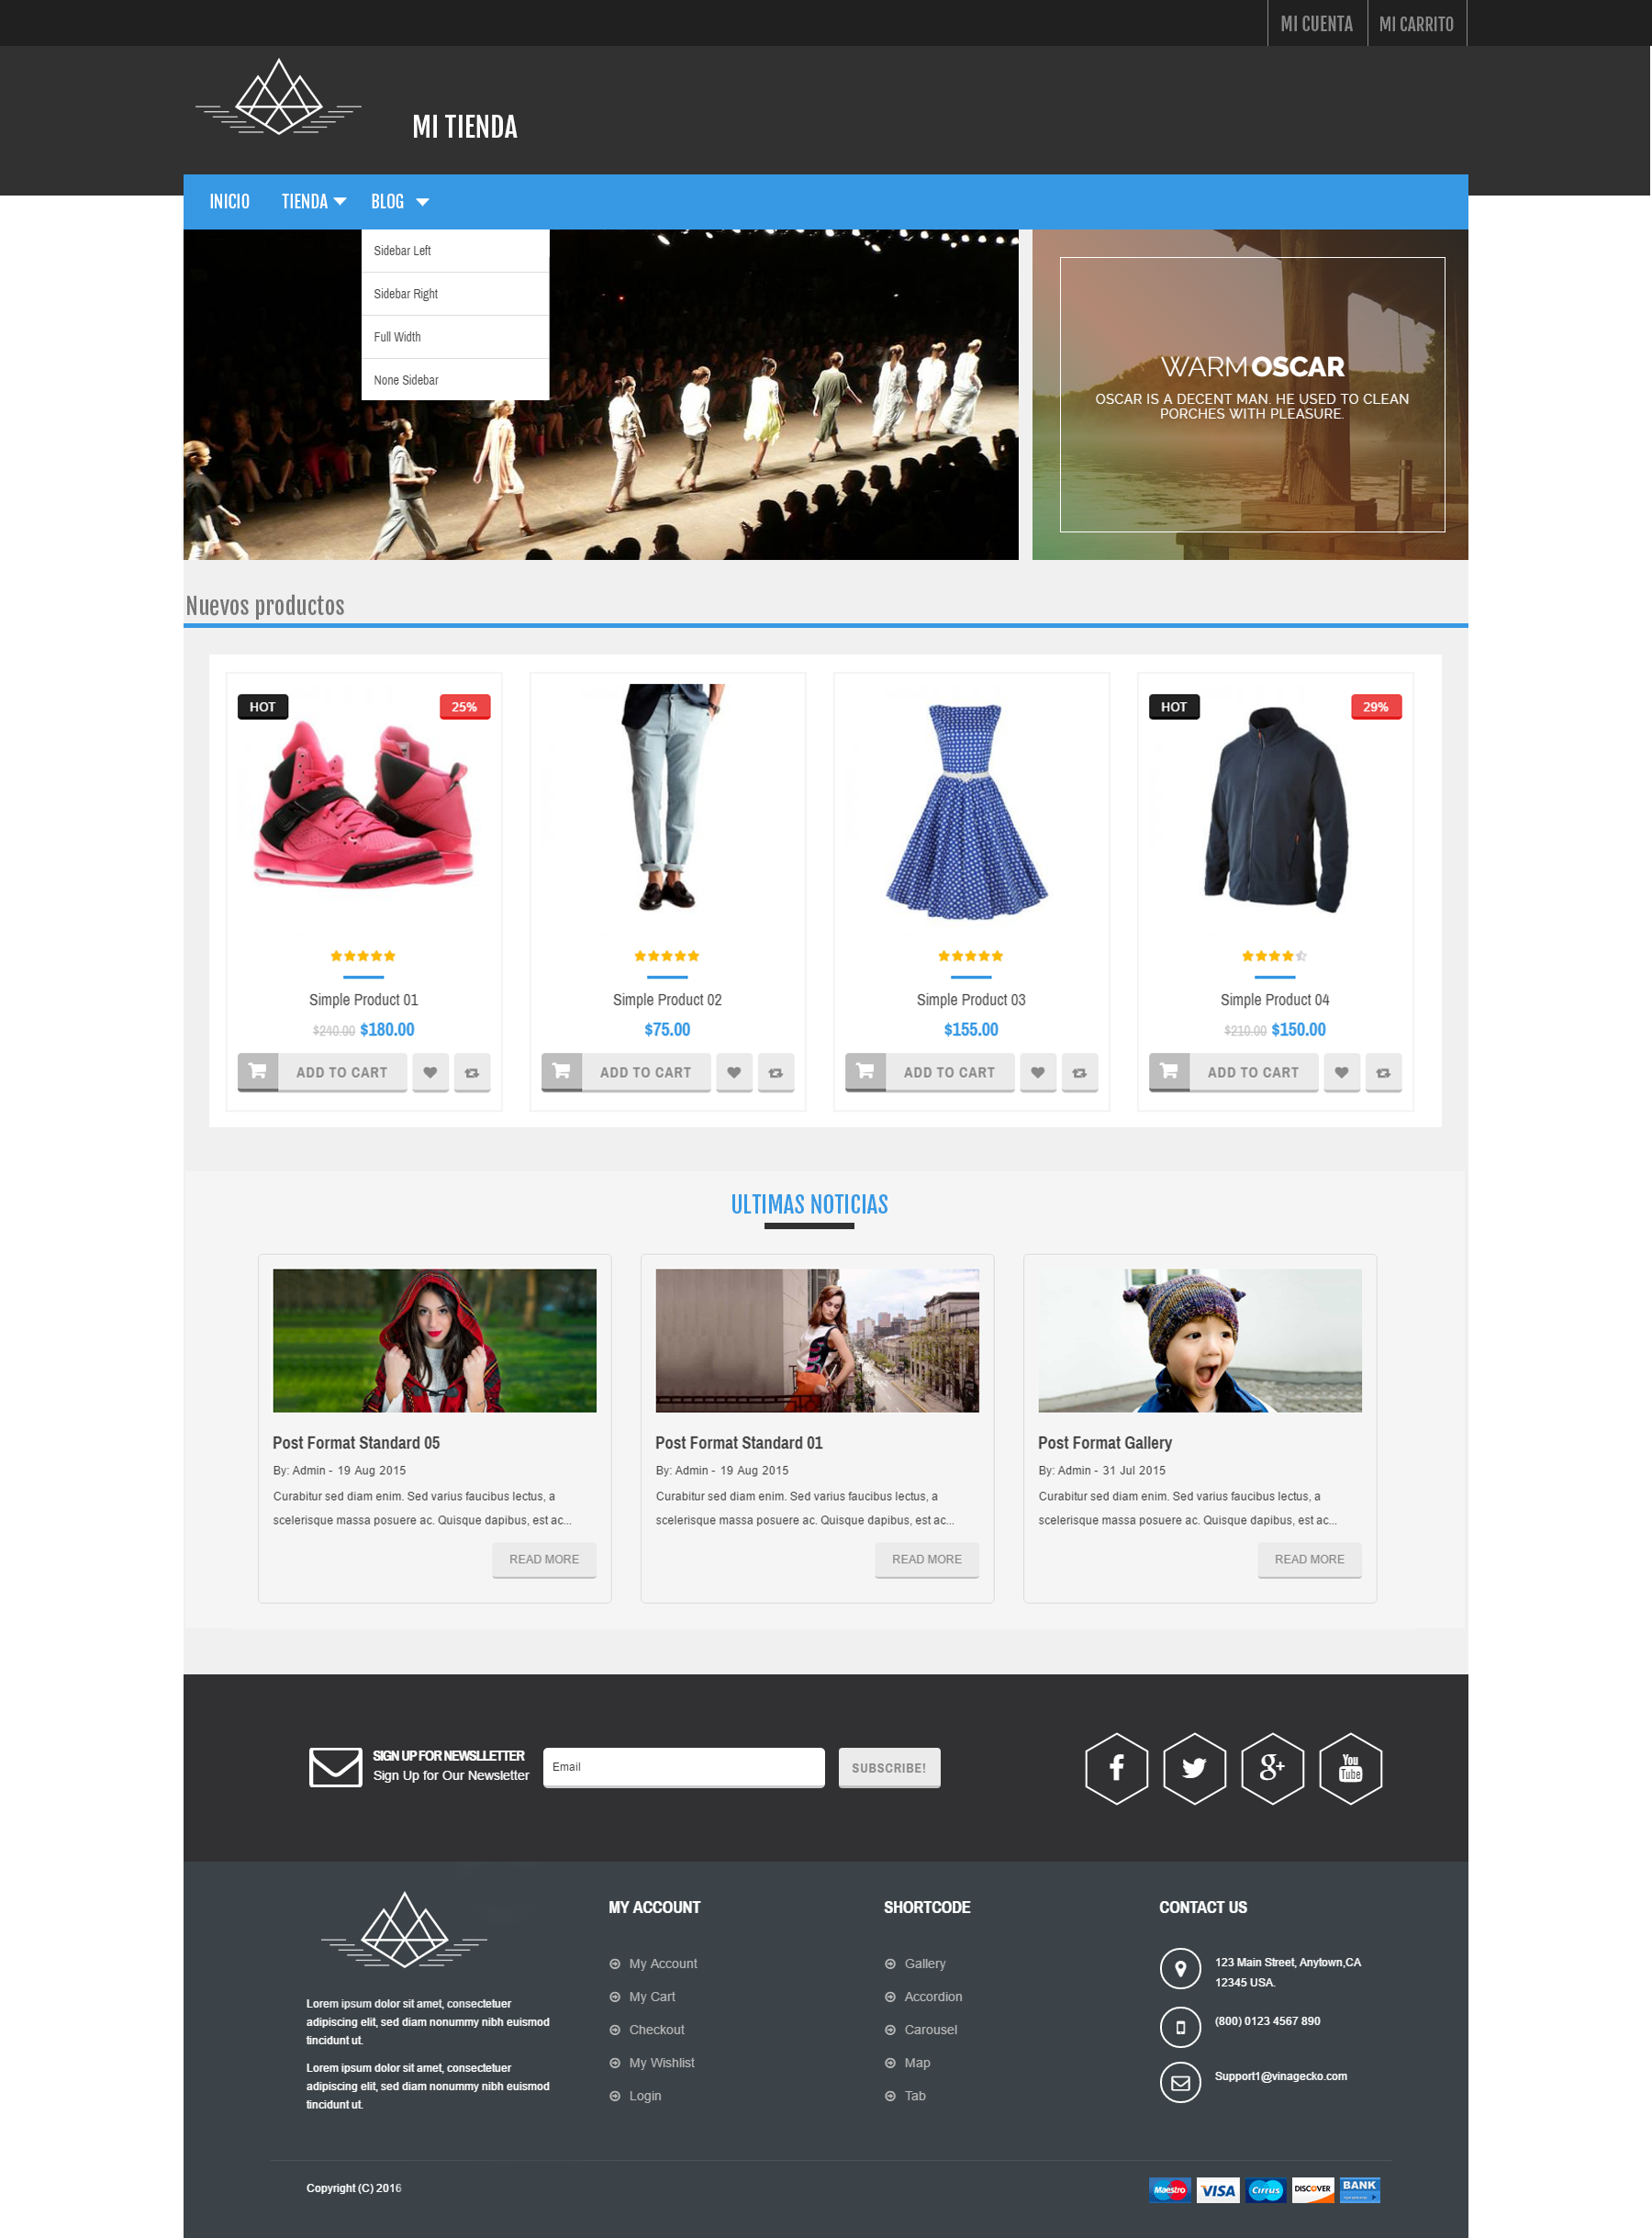 MI CUENTA
MI CARRITO
MI TIENDA
INICIO
TIENDA
BLOG
Sidebar Left
Sidebar Right
Full Width
None Sidebar
WARM OSCAR
OSCAR IS A DECENT MAN. HE USED TO CLEAN
PORCHES WITH PLEASURE.
Nuevos productos
HOT
25%
Simple Product 01
$240.00 $180.00
ADD TO CART
Simple Product 02
$75.00
ADD TO CART
Simple Product 03
$155.00
ADD TO CART
HOT
29%
Simple Product 04
$210.00 $150.00
ADD TO CART
ULTIMAS NOTICIAS
Post Format Standard 05
By: Admin - 19 Aug 2015
Curabitur sed diam enim. Sed varius faucibus lectus, a
scelerisque massa posuere ac. Quisque dapibus, est ac...
READ MORE
Post Format Standard 01
By: Admin - 19 Aug 2015
Curabitur sed diam enim. Sed varius faucibus lectus, a
scelerisque massa posuere ac. Quisque dapibus, est ac...
READ MORE
Post Format Gallery
By: Admin - 31 Jul 2015
Curabitur sed diam enim. Sed varius faucibus lectus, a
scelerisque massa posuere ac. Quisque dapibus, est ac...
READ MORE
SIGN UP FOR NEWSLLETTER
Sign Up for Our Newsletter
Email
SUBSCRIBE!
f
g+
You
Tube
Lorem ipsum dolor sit amet, consectetuer
adipiscing elit, sed diam nonummy nibh euismod
tincidunt ut.
Lorem ipsum dolor sit amet, consectetuer
adipiscing elit, sed diam nonummy nibh euismod
tincidunt ut.
MY ACCOUNT
My Account
My Cart
Checkout
My Wishlist
Login
SHORTCODE
Gallery
Accordion
Carousel
Map
Tab
CONTACT US
123 Main Street, Anytown,CA
12345 USA.
(800) 0123 4567 890
Support1@vinagecko.com
Copyright (C) 2016
Maestro
VISA
Cirrus
DISCOVER
BANK